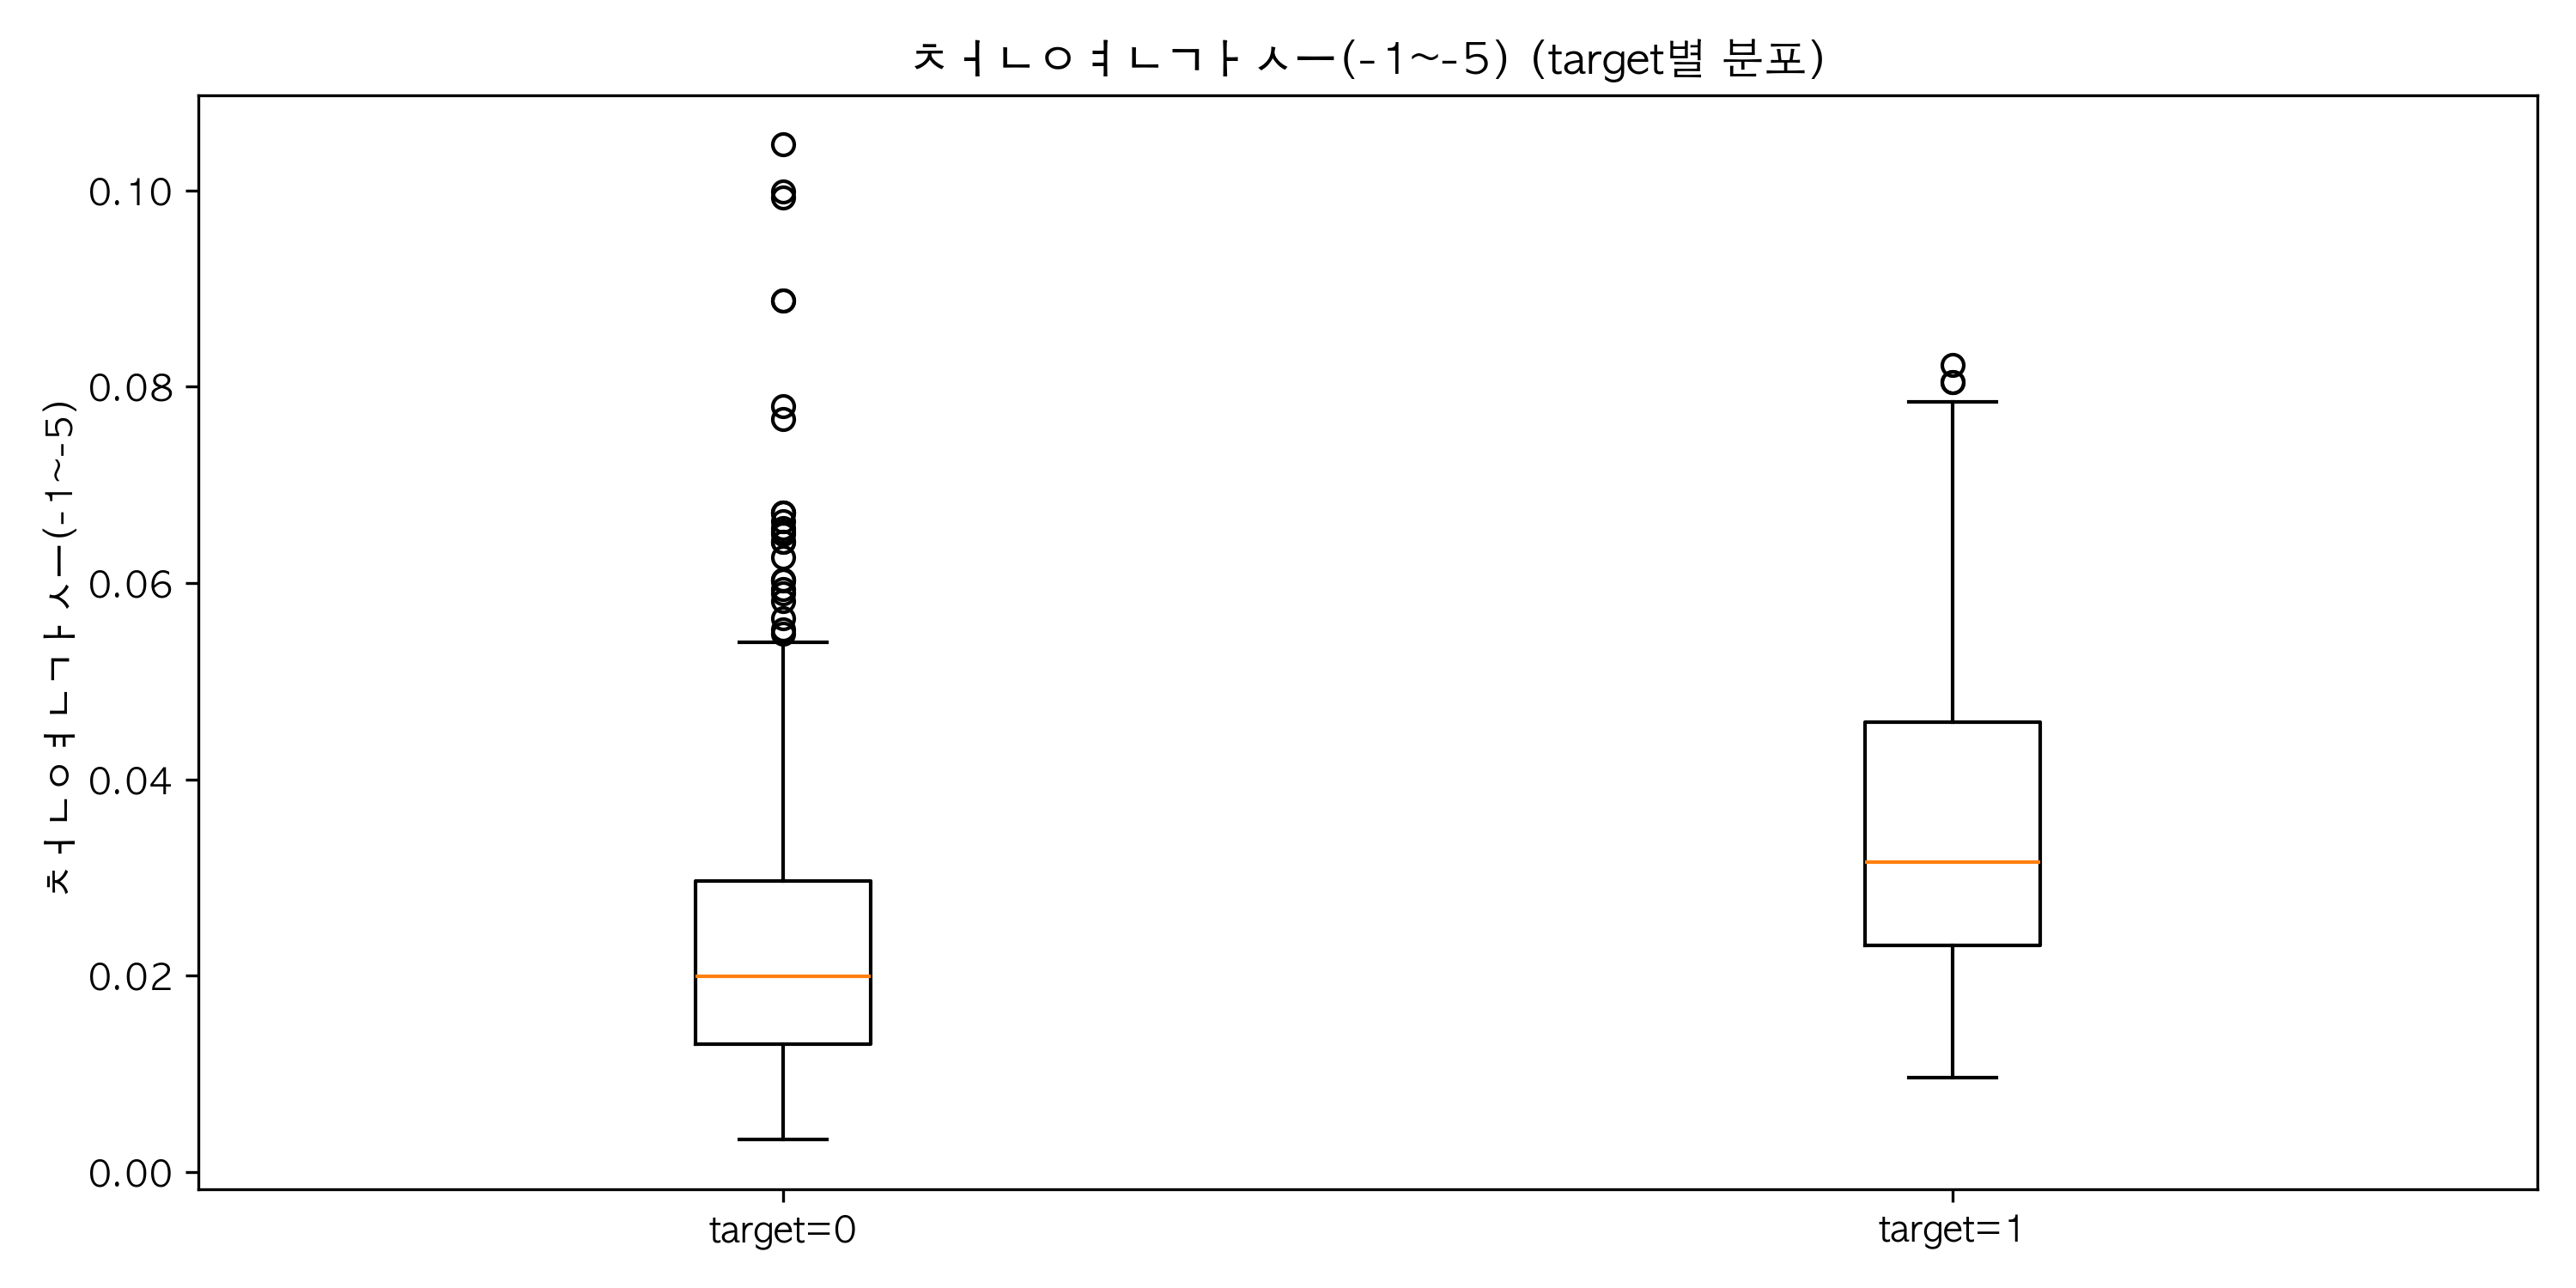 ㅊㅓㄴㅇㅕㄴㄱㅏㅅㅡ(-1~-5) (target별 분포)
ㅊㅓㄴㅇㅕㄴㄱㅏㅅㅡ(-1~-5)
0.10
0.08
0.06
0.04
0.02
0.00
target=0
target=1